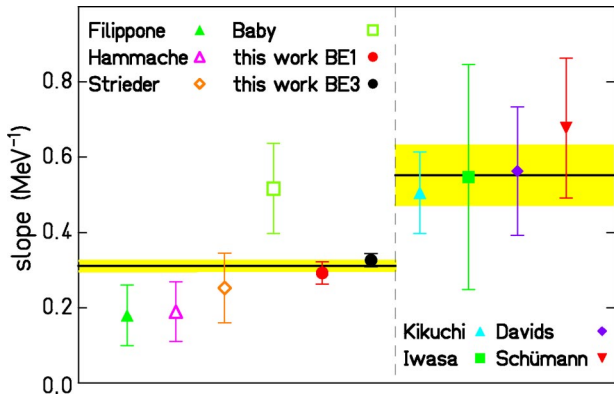 Filippone Baby
Hammache this work BE1
Strieder this work BE3
0.8
0.6
0.4
0.2
0.0
slope (MeV⁻¹)
Kikuchi Davids
Iwasa Schümann